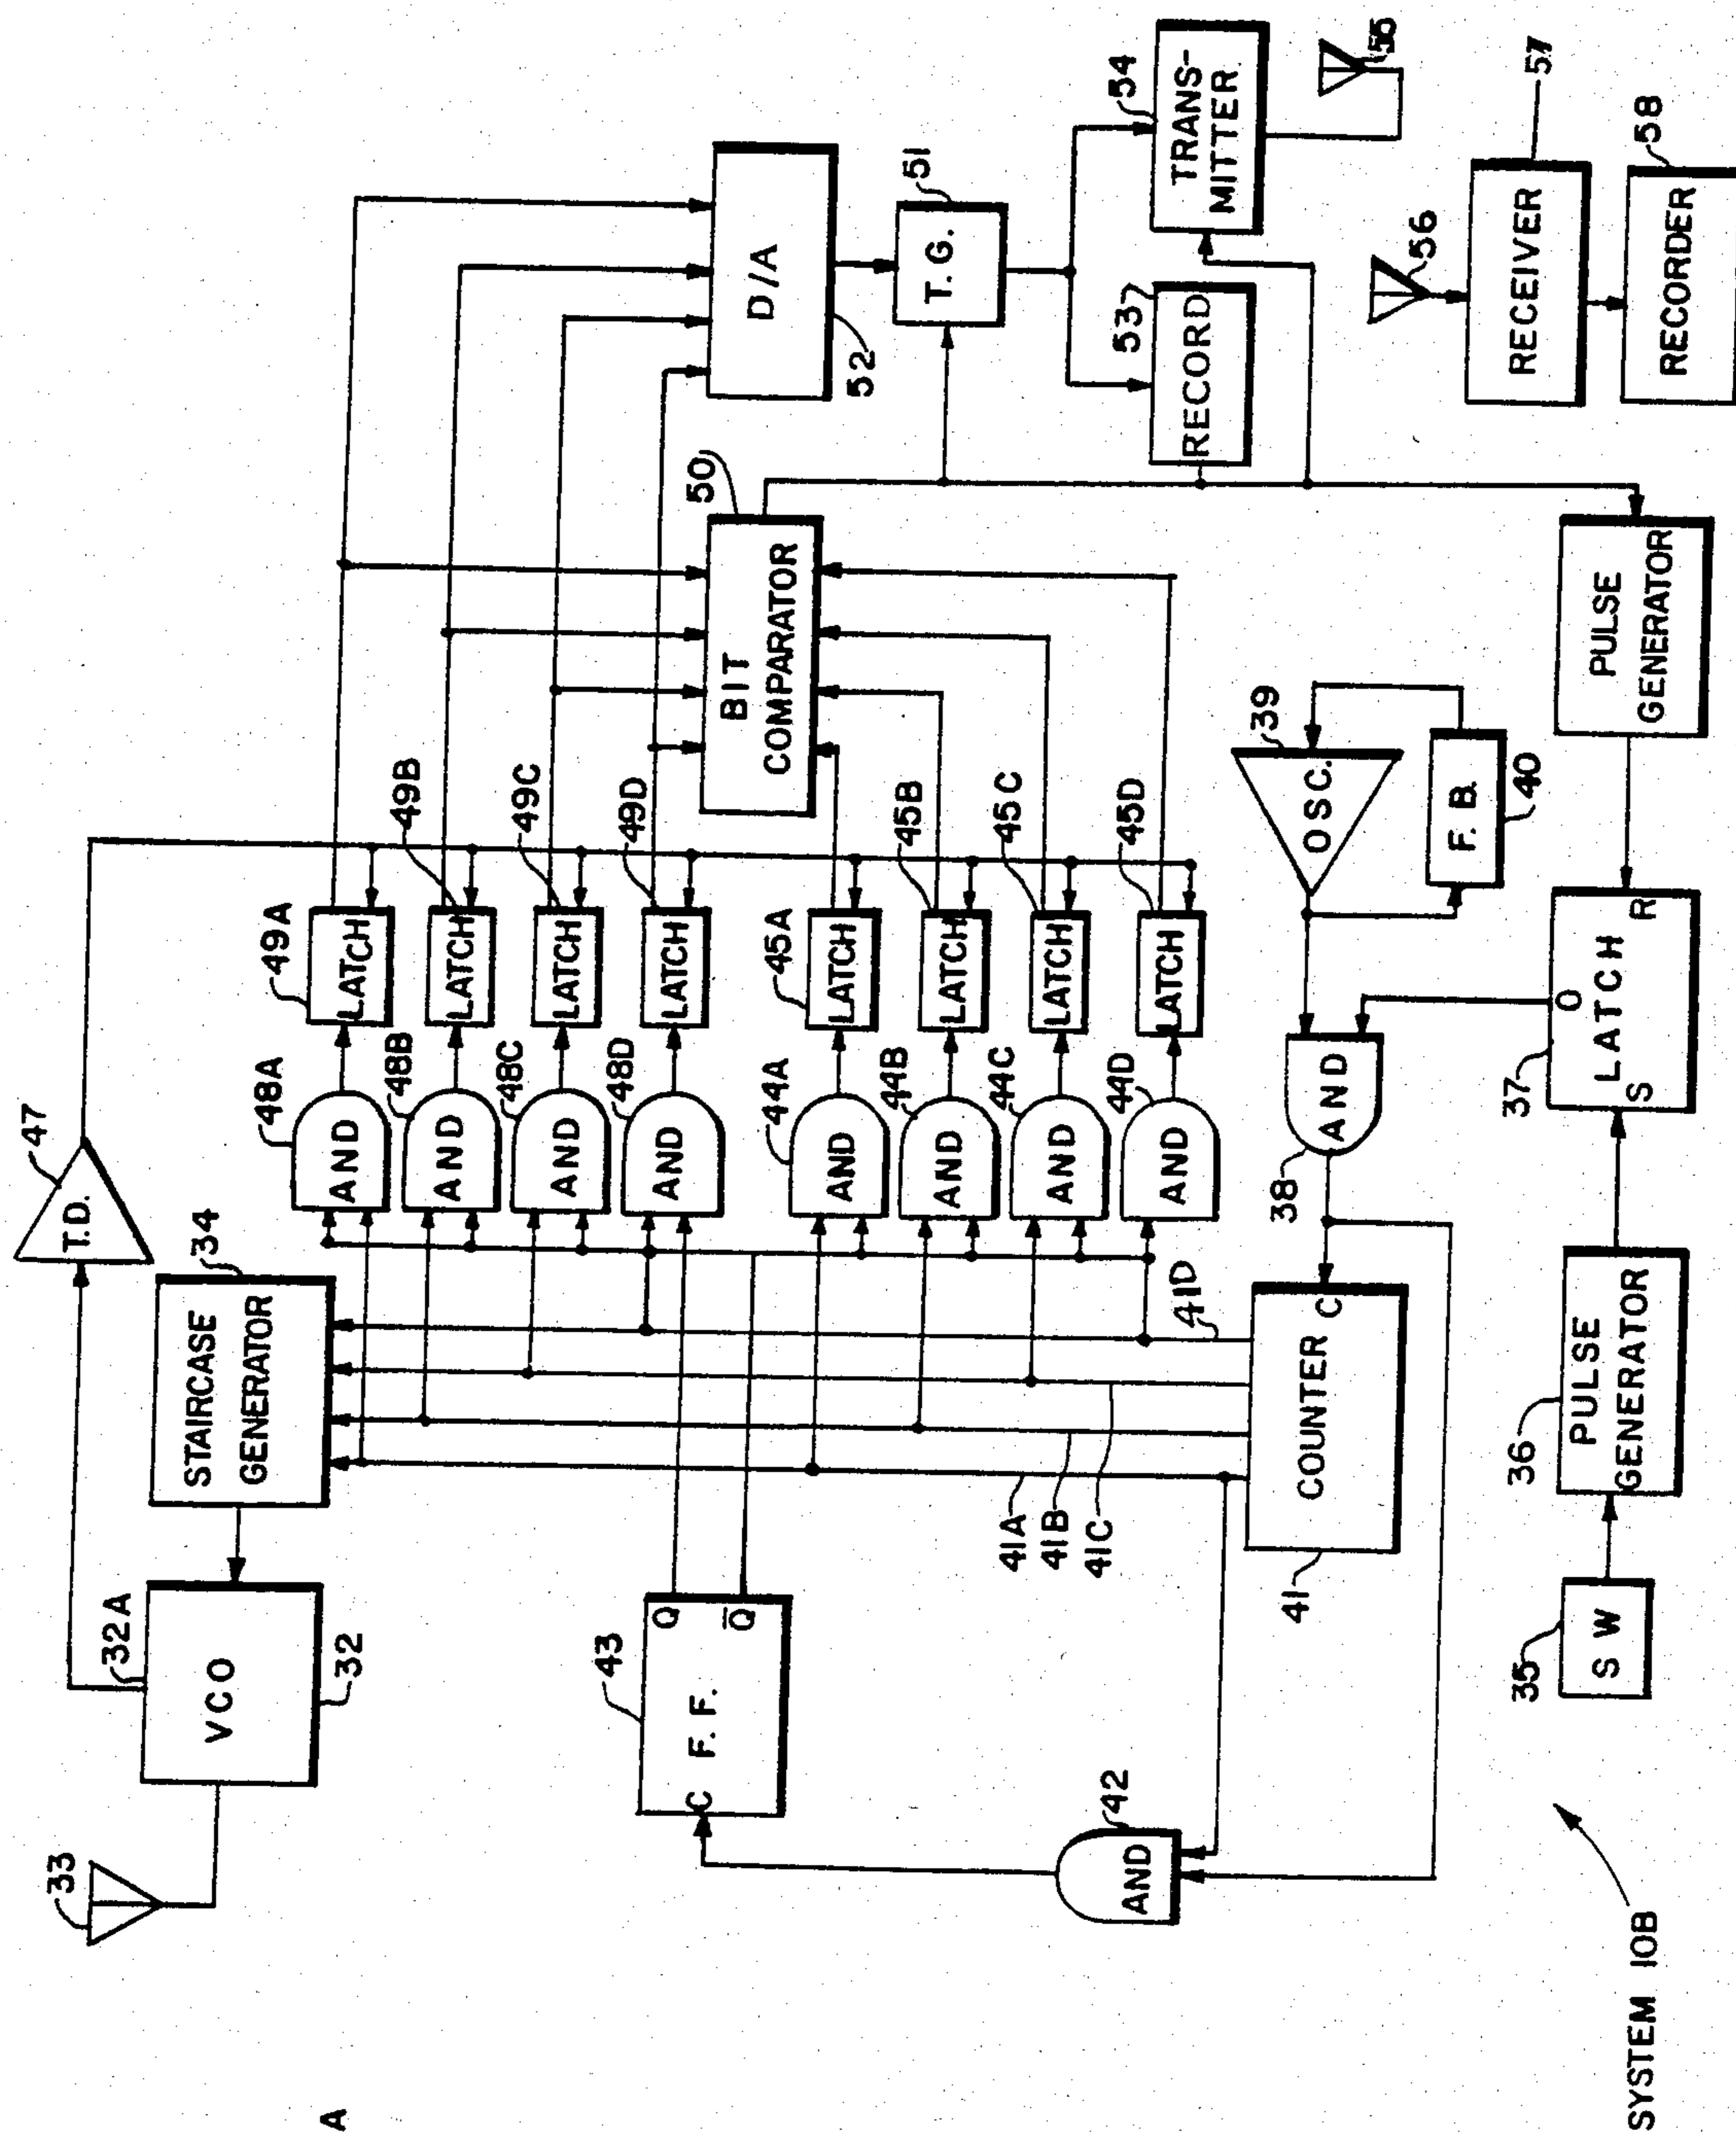 A
SYSTEM 10B
33
32A
VCO
32
STAIRCASE
GENERATOR
34
T.D.
47
43
C
F. F.
Q
Q̅
42
AND
48A
AND
48B
AND
48C
AND
48D
AND
44A
AND
44B
AND
44C
AND
44D
AND
49A
LATCH
49B
LATCH
49C
LATCH
49D
LATCH
45A
LATCH
45B
LATCH
45C
LATCH
45D
LATCH
41A
41B
41C
41D
COUNTER
C
41
38
AND
39
OSC.
F. B.
40
35
S W
36
PULSE
GENERATOR
37
LATCH
S
O
R
PULSE
GENERATOR
50
BIT
COMPARATOR
D/A
52
T. G.
51
53
RECORD
54
TRANS-
MITTER
55
56
RECEIVER
57
RECORDER
58